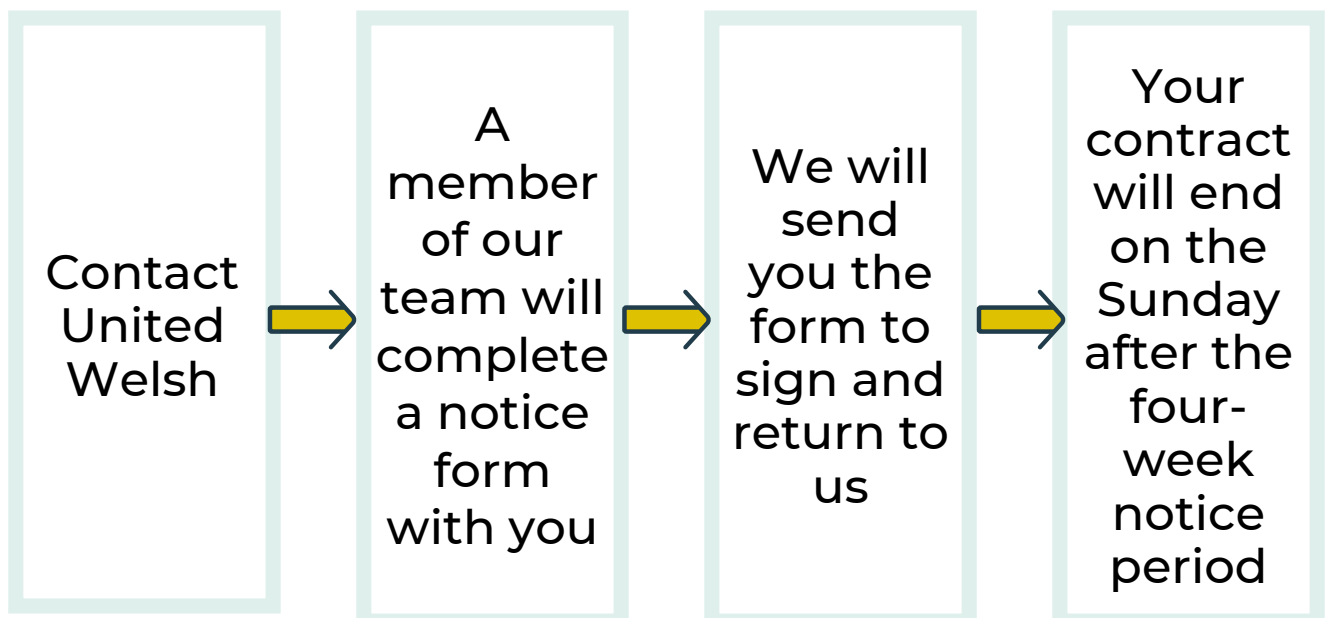 Contact
United
Welsh
A
member
of our
team will
complete
a notice
form
with you
We will
send
you the
form to
sign and
return to
us
Your
contract
will end
on the
Sunday
after the
four-
week
notice
period